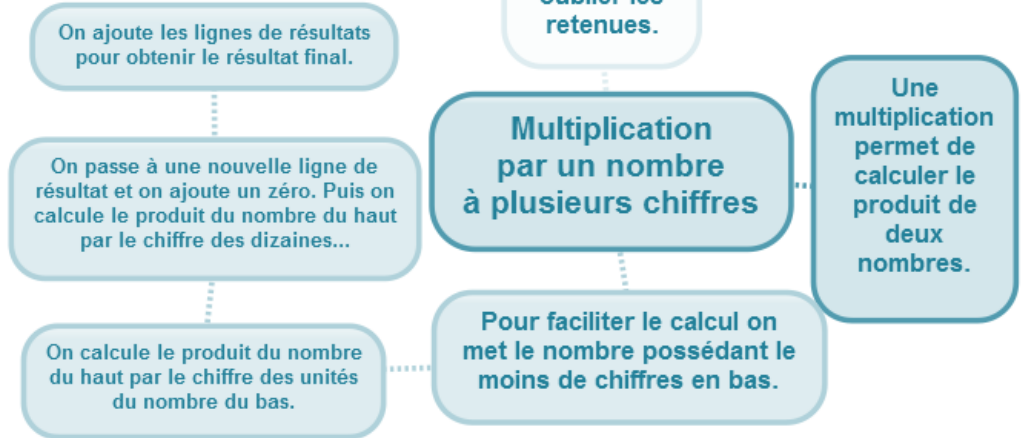 oublier les
retenues.
On ajoute les lignes de résultats
pour obtenir le résultat final.
Multiplication
par un nombre
à plusieurs chiffres
Une
multiplication
permet de
calculer le
produit de
deux
nombres.
On passe à une nouvelle ligne de
résultat et on ajoute un zéro. Puis on
calcule le produit du nombre du haut
par le chiffre des dizaines...
Pour faciliter le calcul on
met le nombre possédant le
moins de chiffres en bas.
On calcule le produit du nombre
du haut par le chiffre des unités
du nombre du bas.